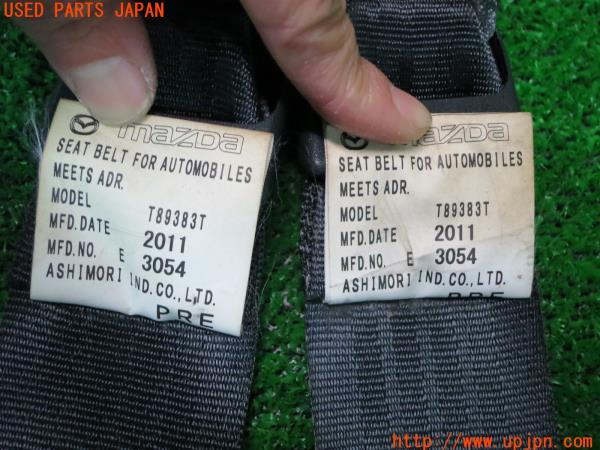 USED PARTS JAPAN
mazda
SEAT BELT FOR AUTOMOBILES
MEETS ADR.
MODEL T89383T
MFD.DATE 2011
MFD.NO. E 3054
ASHIMORI IND.CO.,LTD.
PRE
mazda
SEAT BELT FOR AUTOMOBILES
MEETS ADR.
MODEL T89383T
MFD.DATE 2011
MFD.NO. E 3054
ASHIMORI IND.CO.,LTD.
PRE
http://www.upjpn.com/